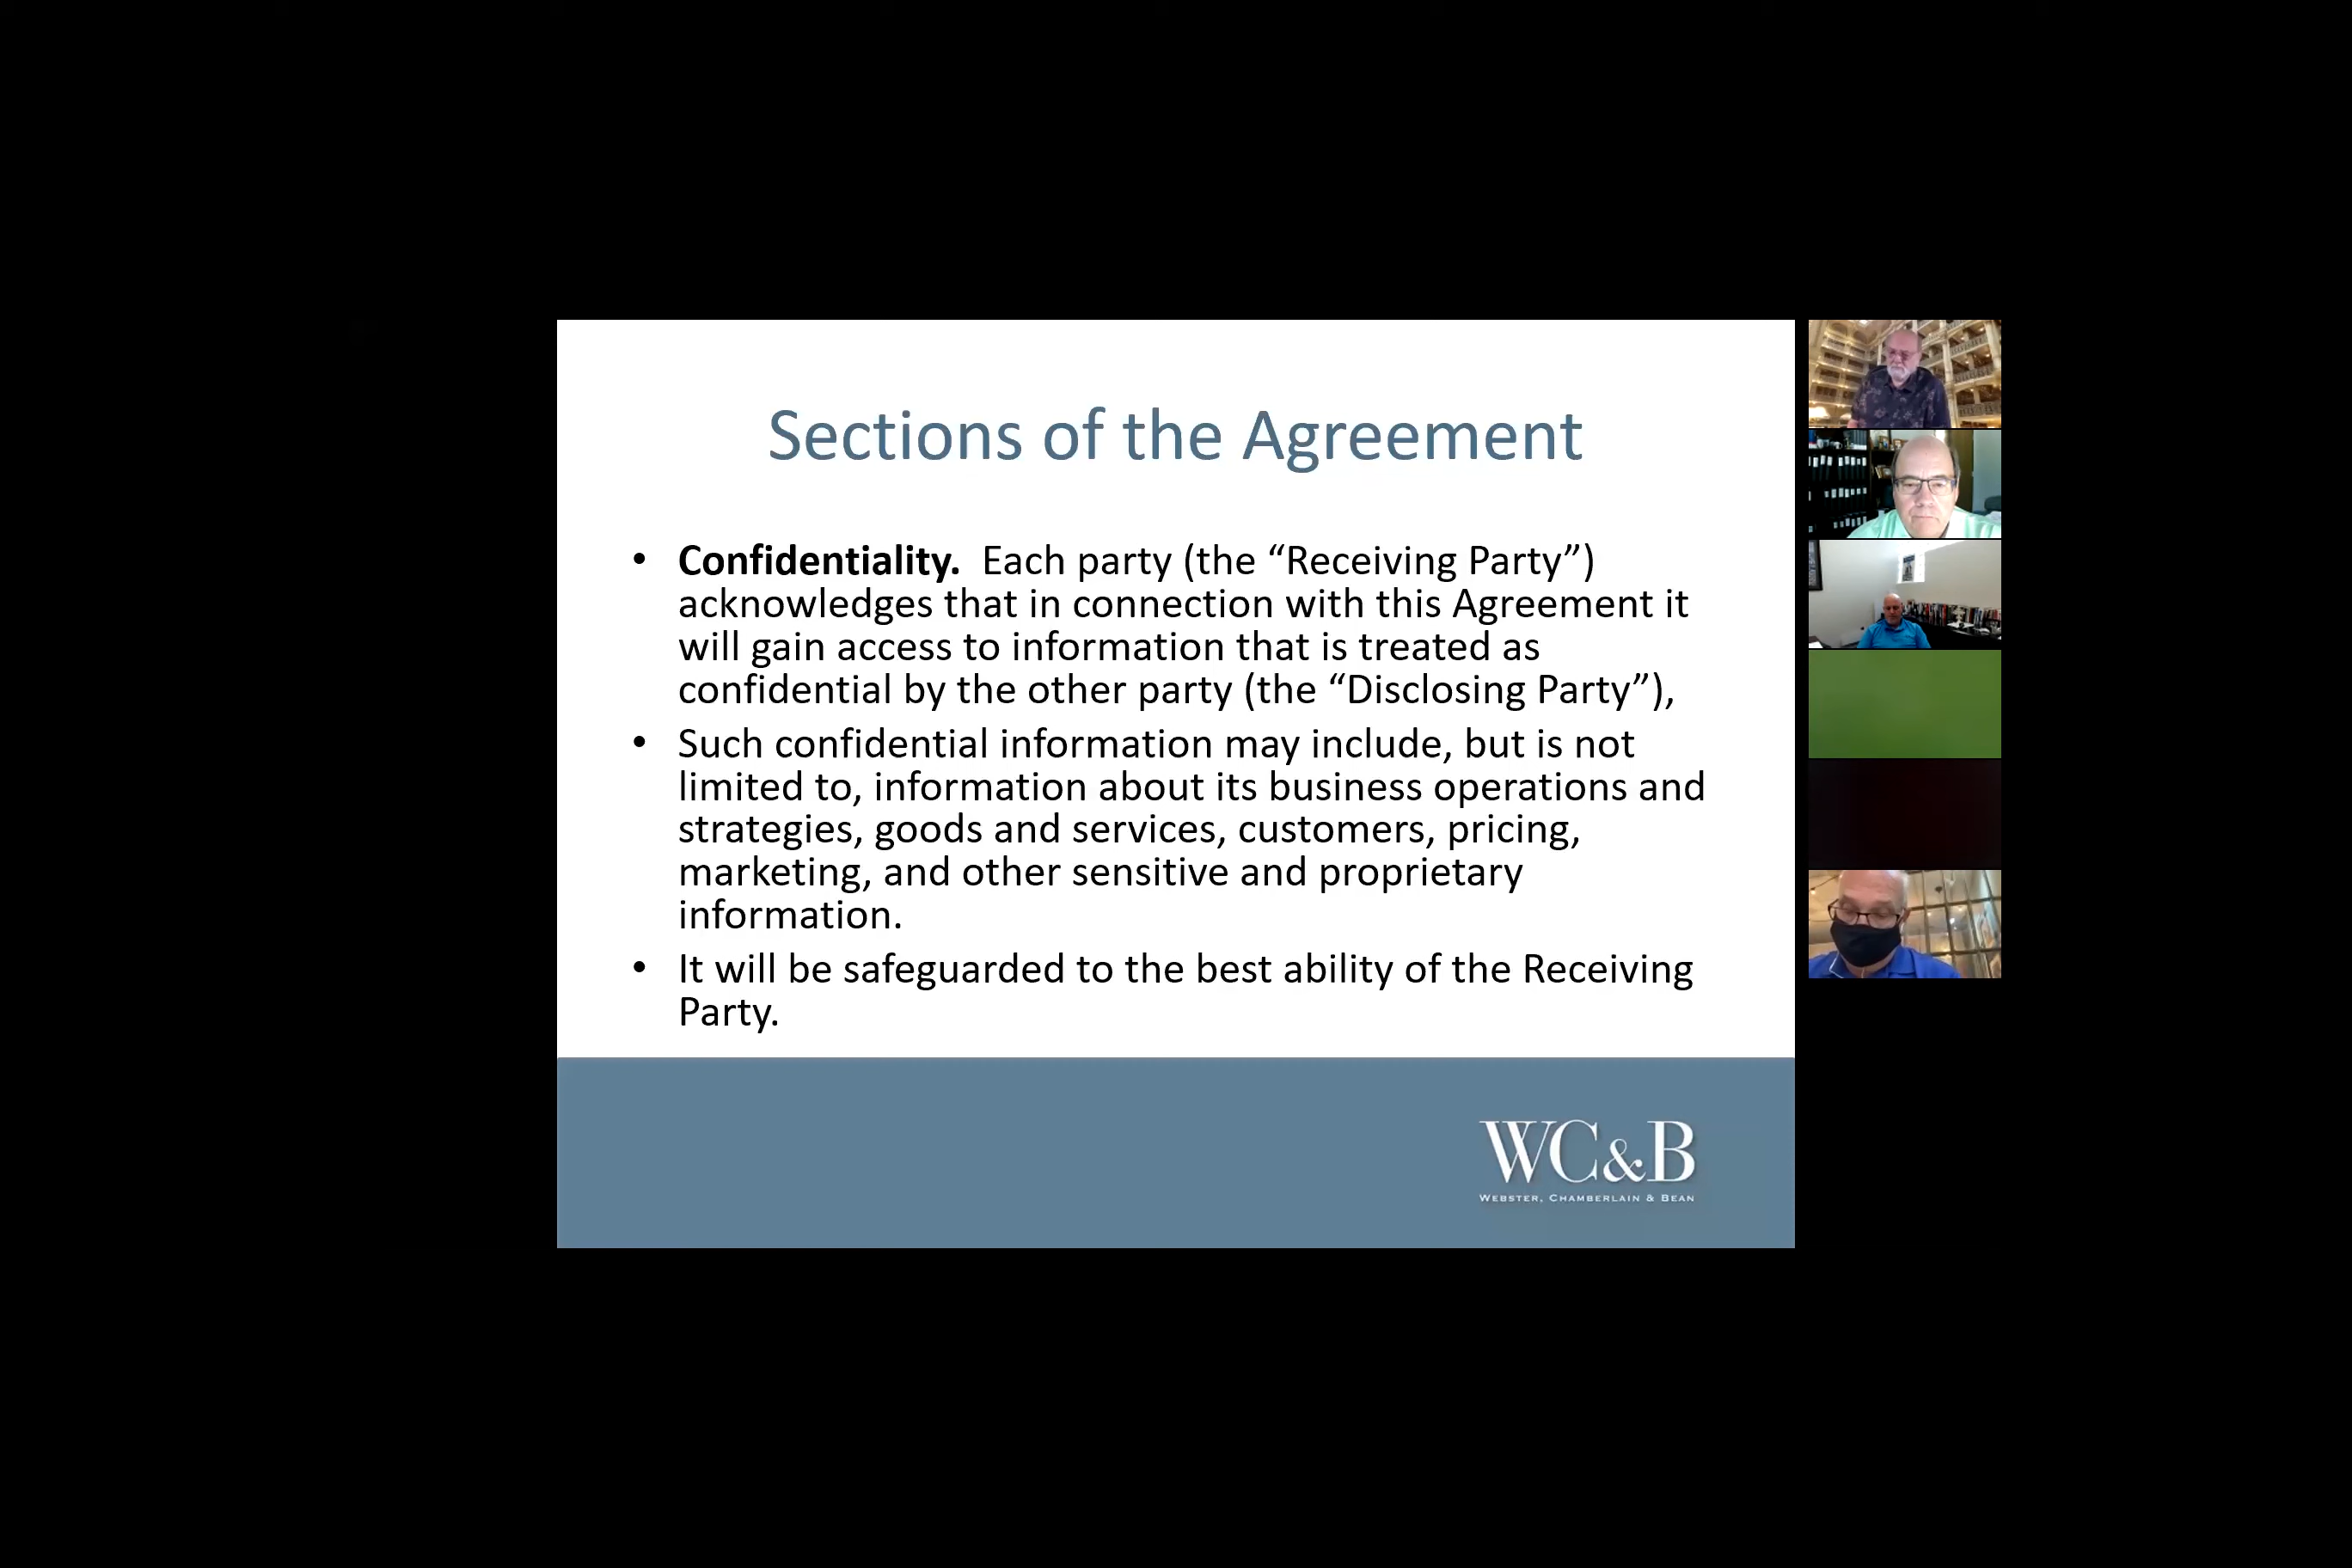 Sections of the Agreement
• Confidentiality. Each party (the “Receiving Party”)
acknowledges that in connection with this Agreement it
will gain access to information that is treated as
confidential by the other party (the “Disclosing Party”),
• Such confidential information may include, but is not
limited to, information about its business operations and
strategies, goods and services, customers, pricing,
marketing, and other sensitive and proprietary
information.
• It will be safeguarded to the best ability of the Receiving
Party.
WC&B
WEBSTER, CHAMBERLAIN & BEAN